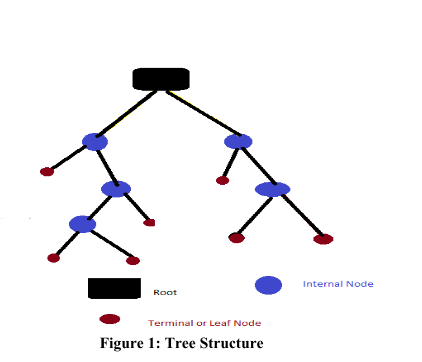 Root
Internal Node
Terminal or Leaf Node
Figure 1: Tree Structure